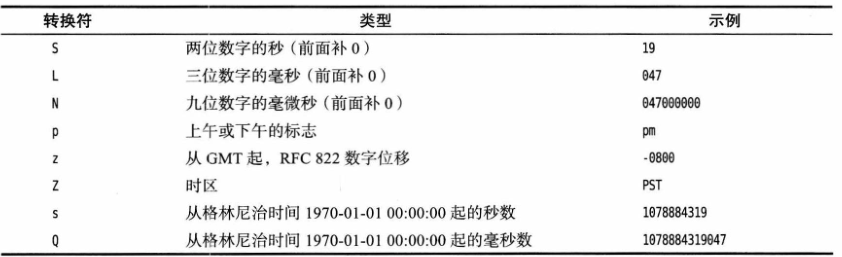 转换符 类型 示例
S 两位数字的秒（前面补 0） 19
L 三位数字的毫秒（前面补 0） 047
N 九位数字的毫微秒（前面补 0） 047000000
p 上午或下午的标志 pm
z 从 GMT 起，RFC 822 数字位移 -0800
Z 时区 PST
s 从格林尼治时间 1970-01-01 00:00:00 起的秒数 1078884319
Q 从格林尼治时间 1970-01-01 00:00:00 起的毫秒数 1078884319047